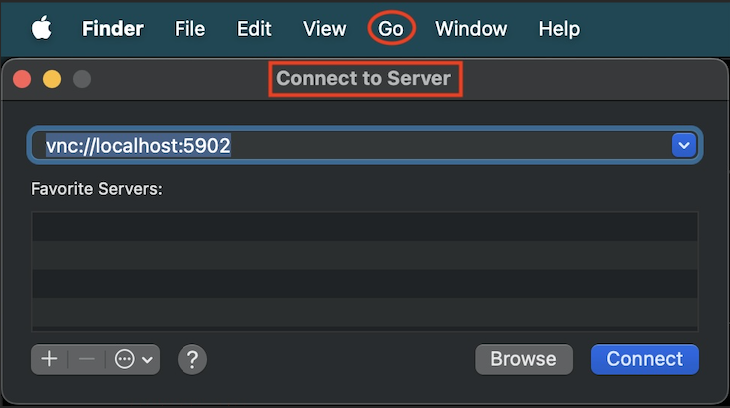 Finder File Edit View Go Window Help
Connect to Server
vnc://localhost:5902
Favorite Servers:
? Browse Connect